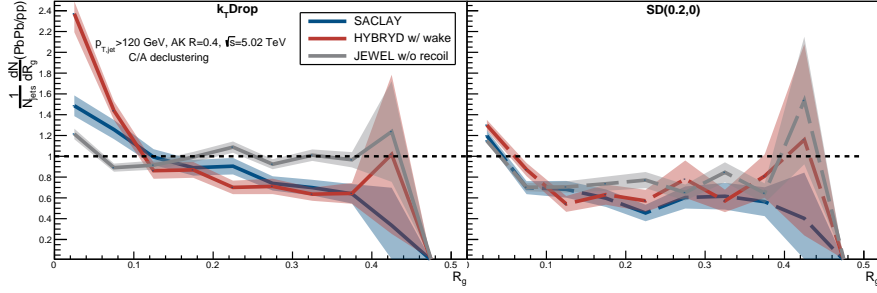 k_T Drop
SD(0.2,0)
1/N_jets dN/dR_g (PbPb/pp)
SACLAY
HYBRYD w/ wake
JEWEL w/o recoil
p_T,jet >120 GeV, AK R=0.4, √s=5.02 TeV
C/A declustering
2.4
2.2
2
1.8
1.6
1.4
1.2
1
0.8
0.6
0.4
0.2
0 0.1 0.2 0.3 0.4 0.5
R_g
0.1 0.2 0.3 0.4 0.5
R_g